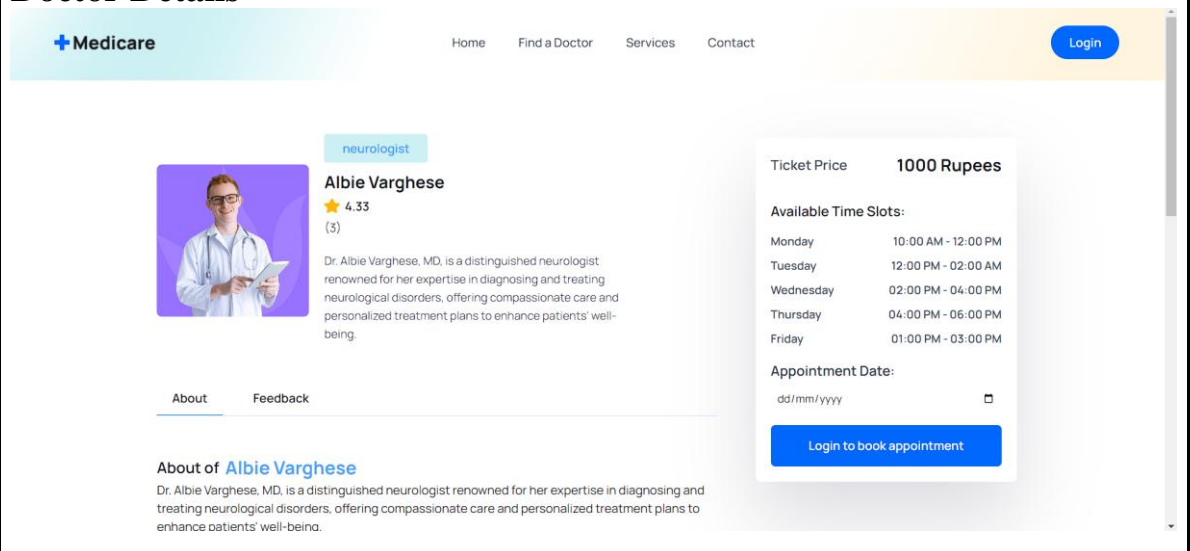 Doctor Details
Medicare
Home Find a Doctor Services Contact
Login
neurologist
Albie Varghese
4.33
(3)
Dr. Albie Varghese, MD, is a distinguished neurologist
renowned for her expertise in diagnosing and treating
neurological disorders, offering compassionate care and
personalized treatment plans to enhance patients' well-
being.
About Feedback
About of Albie Varghese
Dr. Albie Varghese, MD, is a distinguished neurologist renowned for her expertise in diagnosing and
treating neurological disorders, offering compassionate care and personalized treatment plans to
enhance patients' well-being.
Ticket Price 1000 Rupees
Available Time Slots:
Monday 10:00 AM - 12:00 PM
Tuesday 12:00 PM - 02:00 AM
Wednesday 02:00 PM - 04:00 PM
Thursday 04:00 PM - 06:00 PM
Friday 01:00 PM - 03:00 PM
Appointment Date:
dd/mm/yyyy
Login to book appointment